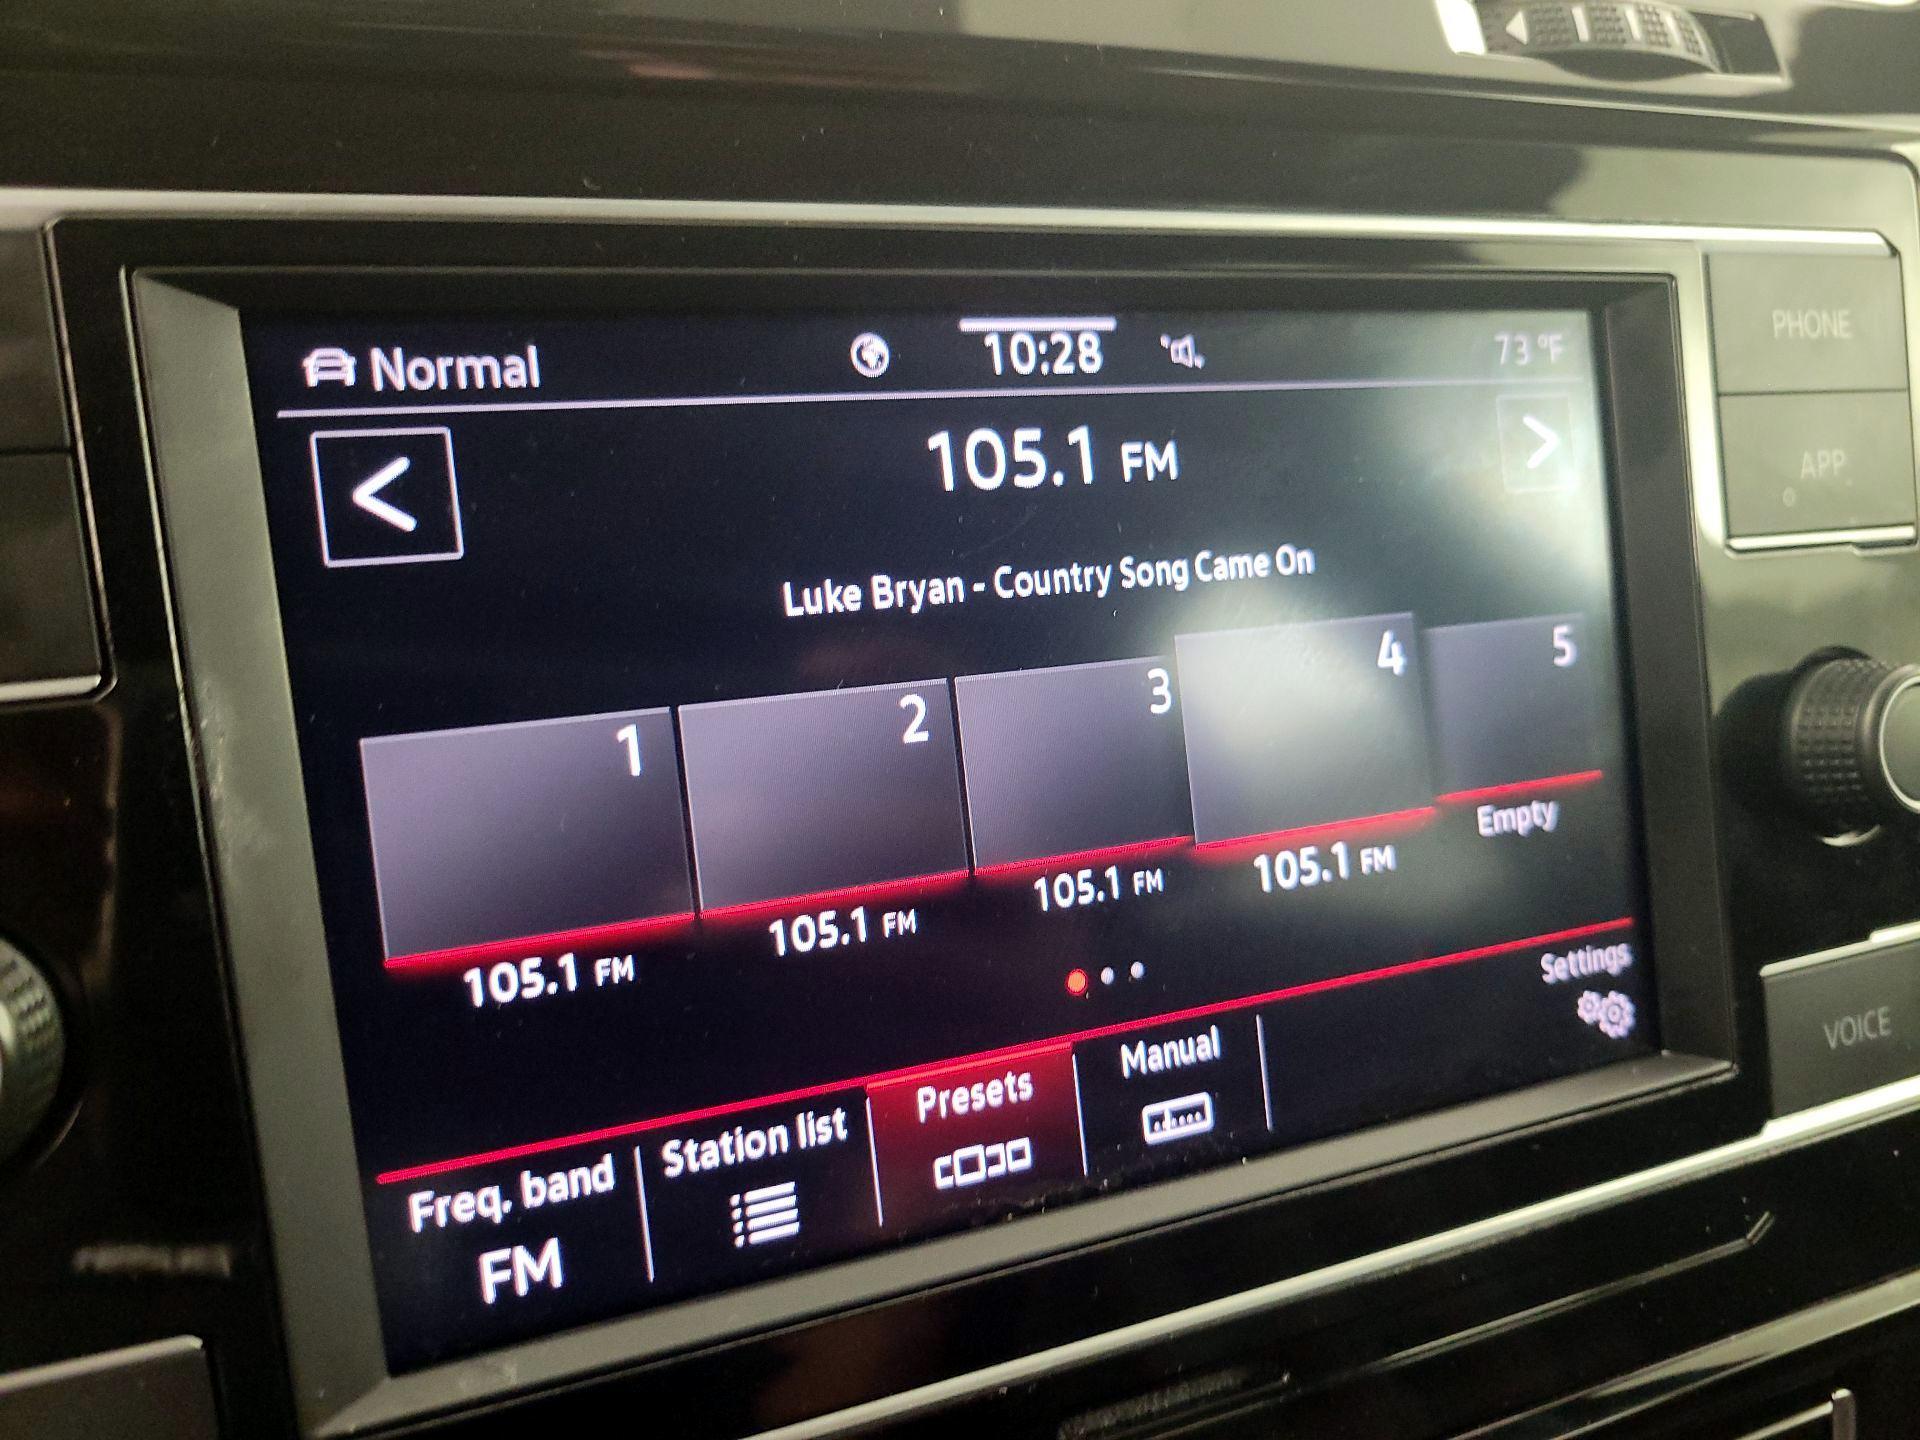 Normal 10:28 73 °F
105.1 FM
Luke Bryan - Country Song Came On
1 2 3 4 5
105.1 FM 105.1 FM 105.1 FM 105.1 FM Empty
Freq. band Station list Presets Manual Settings
FM
PHONE
APP
VOICE